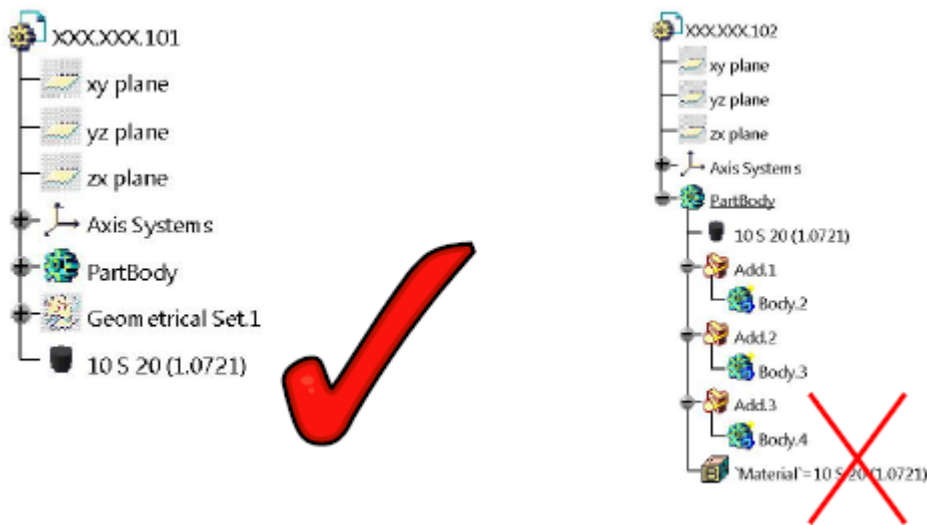 XXX.XXX.101
xy plane
yz plane
zx plane
Axis Systems
PartBody
Geometrical Set.1
10 S 20 (1.0721)
XXX.XXX.102
xy plane
yz plane
zx plane
Axis Systems
PartBody
10 S 20 (1.0721)
Add.1
Body.2
Add.2
Body.3
Add.3
Body.4
`Material`=10 S 20 (1.0721)